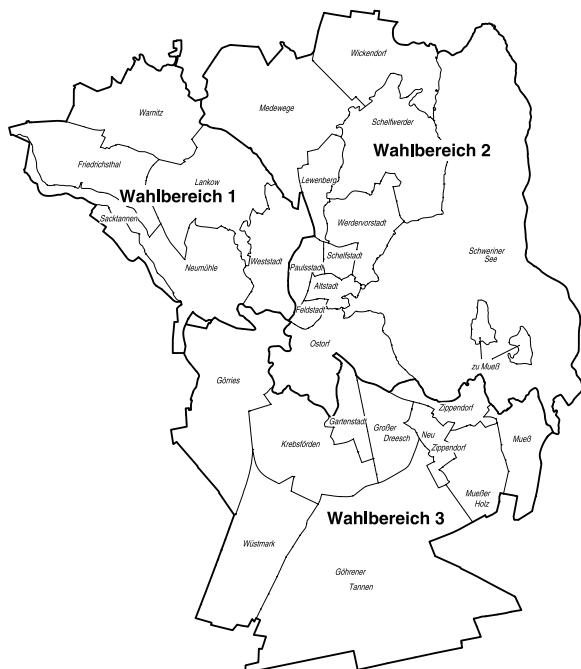 Wickendorf
Warnitz
Medewege
Schelfwerder
Friedrichsthal
Lankow
Lewenberg
Wahlbereich 2
Wahlbereich 1
Sacktannen
Werdervorstadt
Neumühle
Weststadt
Paulsstadt
Schelfstadt
Schweriner
See
Altstadt
Feldstadt
Ostorf
zu Mueß
Görries
Zippendorf
Gartenstadt
Großer
Dreesch
Neu
Zippendorf
Mueß
Krebsförden
Mueßer
Holz
Wahlbereich 3
Wüstmark
Göhrener
Tannen